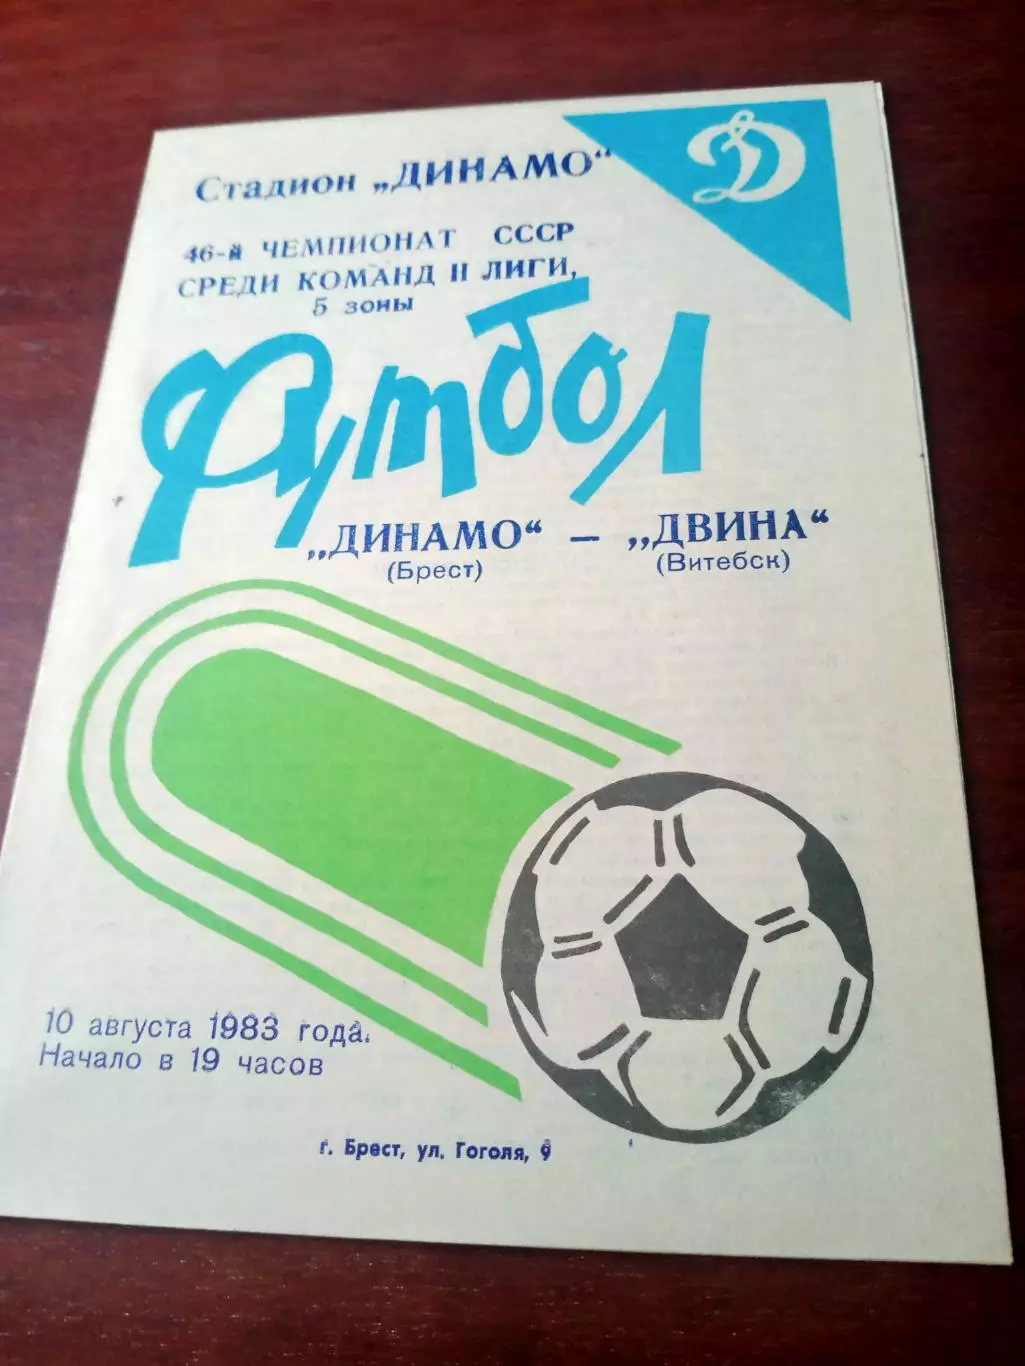 Стадион „ДИНАМО“
46-й ЧЕМПИОНАТ СССР
СРЕДИ КОМАНД II ЛИГИ,
5 зоны
Футбол
„ДИНАМО“ — „ДВИНА“
(Брест) (Витебск)
10 августа 1983 года.
Начало в 19 часов
г. Брест, ул. Гоголя, 9
Д